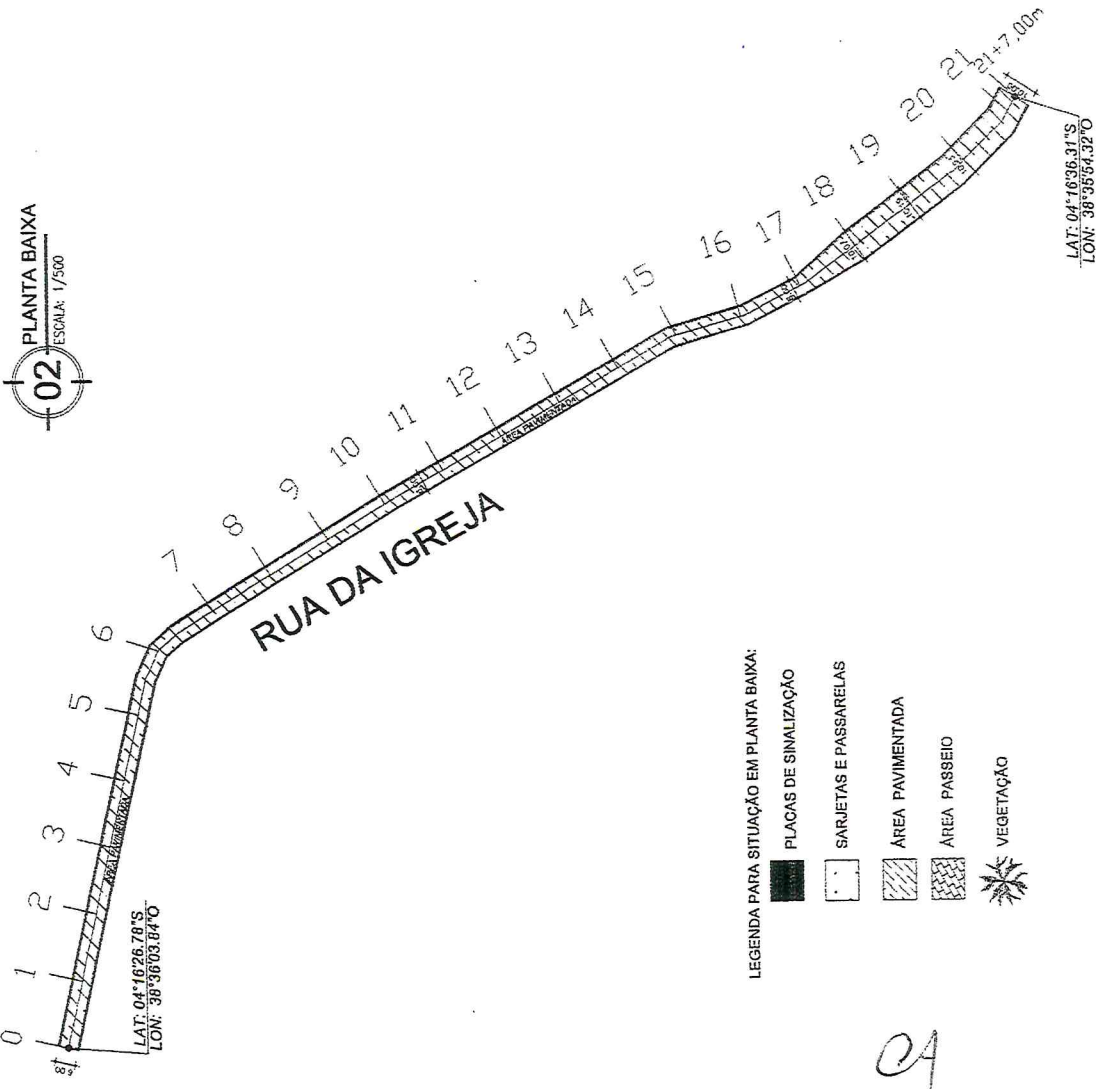 02
PLANTA BAIXA
ESCALA: 1/500
0
1
2
3
4
5
6
7
8
9
10
11
12
13
14
15
16
17
18
19
20
21
21+7,00m
ÁREA PAVIMENTADA
ÁREA PAVIMENTADA
RUA DA IGREJA
LAT: 04°16'26.78"S
LON: 38°36'03.84"O
LAT: 04°16'36.31"S
LON: 38°35'54.32"O
LEGENDA PARA SITUAÇÃO EM PLANTA BAIXA:
PLACAS DE SINALIZAÇÃO
SARJETAS E PASSARELAS
ÁREA PAVIMENTADA
ÁREA PASSEIO
VEGETAÇÃO